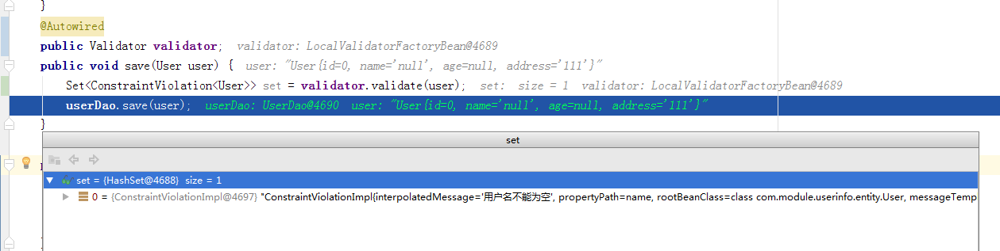 }
@Autowired
public Validator validator; validator: LocalValidatorFactoryBean@4689
public void save(User user) { user: "User{id=0, name='null', age=null, address='111'}"
Set<ConstraintViolation<User>> set = validator.validate(user); set: size = 1 validator: LocalValidatorFactoryBean@4689
userDao.save(user); userDao: UserDao@4690 user: "User{id=0, name='null', age=null, address='111'}"
}
set
set = {HashSet@4688} size = 1
0 = {ConstraintViolationImpl@4697} "ConstraintViolationImpl{interpolatedMessage='用户名不能为空', propertyPath=name, rootBeanClass=class com.module.userinfo.entity.User, messageTemp